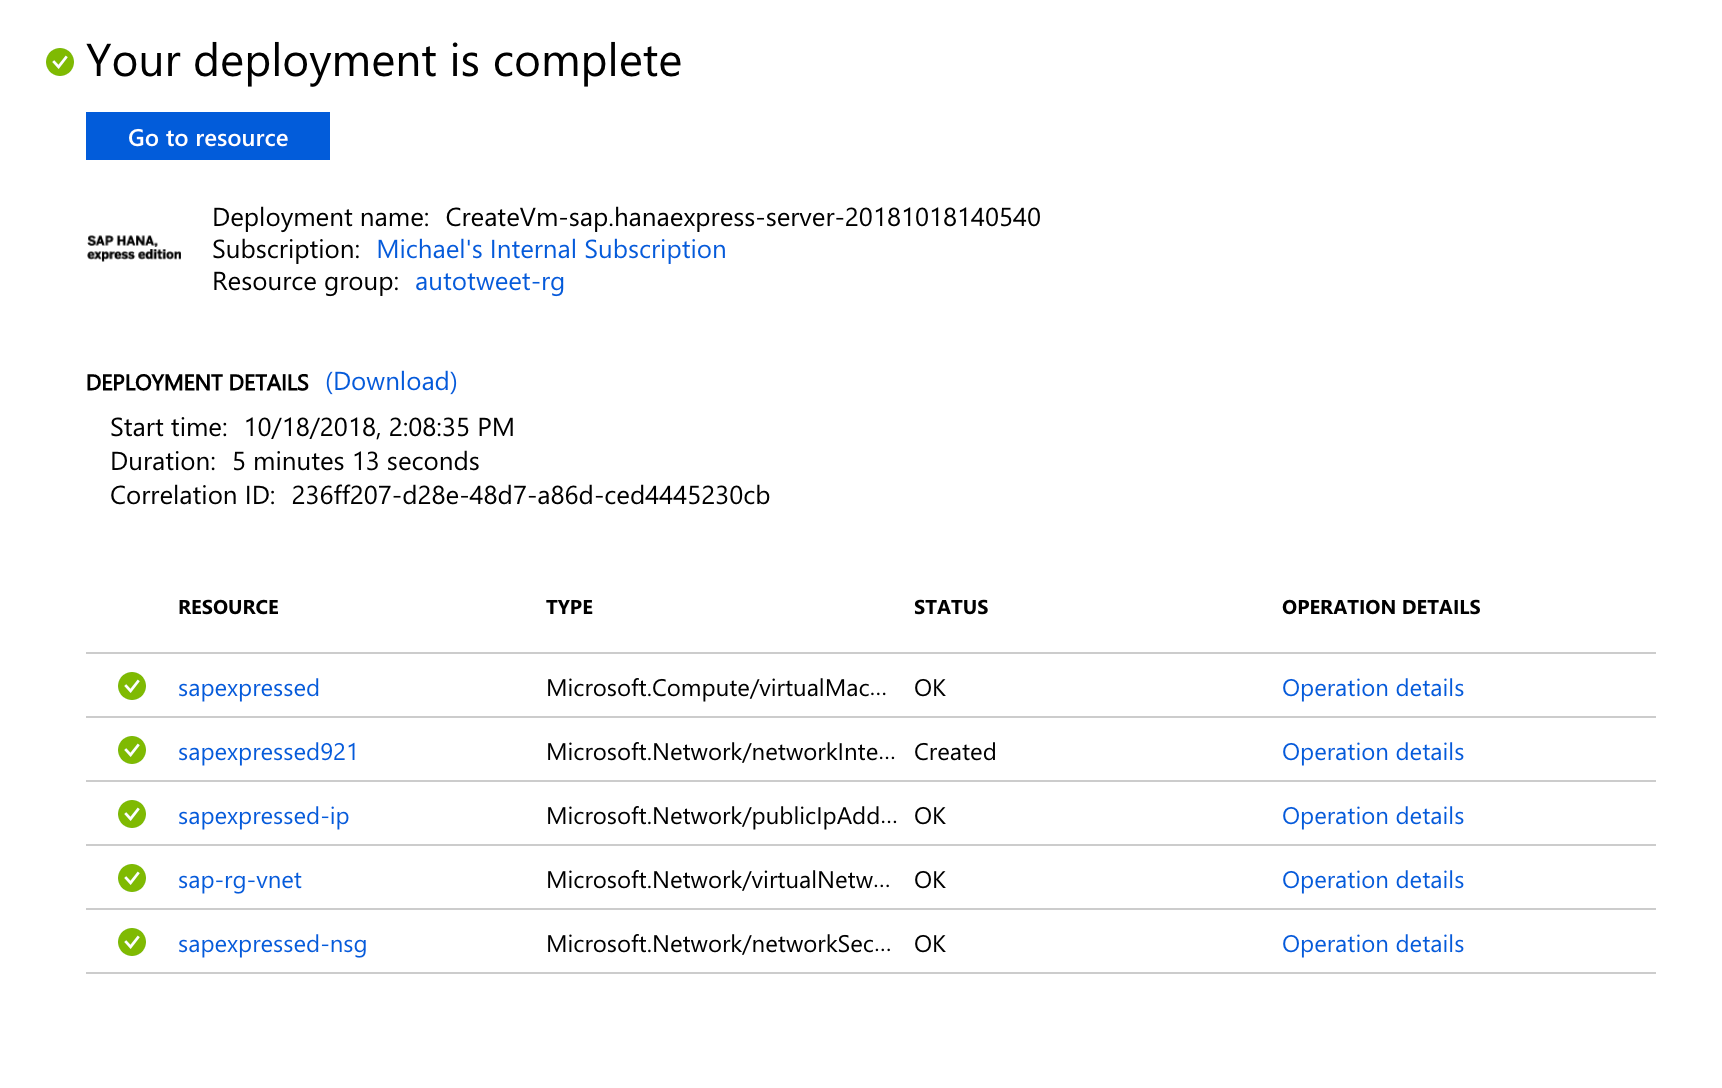 Your deployment is complete
Go to resource
SAP HANA,
express edition
Deployment name: CreateVm-sap.hanaexpress-server-20181018140540
Subscription: Michael's Internal Subscription
Resource group: autotweet-rg
DEPLOYMENT DETAILS (Download)
Start time: 10/18/2018, 2:08:35 PM
Duration: 5 minutes 13 seconds
Correlation ID: 236ff207-d28e-48d7-a86d-ced4445230cb
RESOURCE TYPE STATUS OPERATION DETAILS
sapexpressed Microsoft.Compute/virtualMac... OK Operation details
sapexpressed921 Microsoft.Network/networkInte... Created Operation details
sapexpressed-ip Microsoft.Network/publicIpAdd... OK Operation details
sap-rg-vnet Microsoft.Network/virtualNetw... OK Operation details
sapexpressed-nsg Microsoft.Network/networkSec... OK Operation details